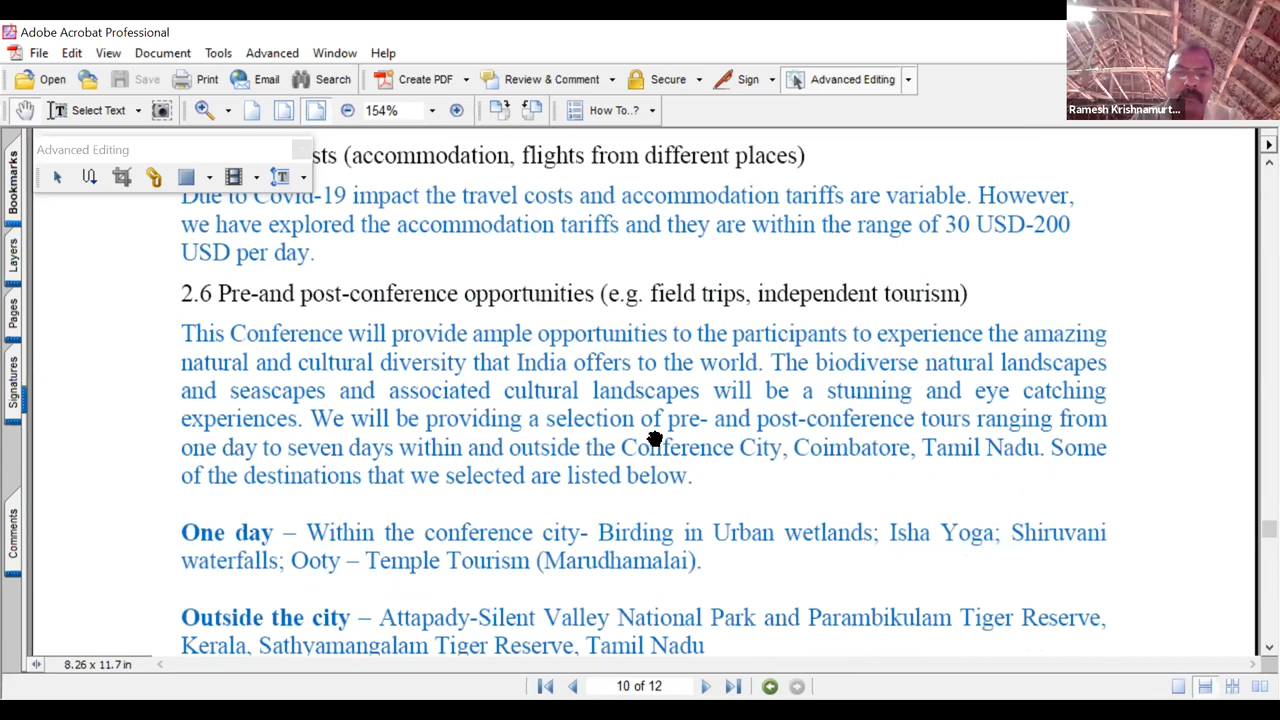 Adobe Acrobat Professional
File Edit View Document Tools Advanced Window Help
Open Save Print Email Search Create PDF Review & Comment Secure Sign Advanced Editing
Select Text 154% How To..?
Ramesh Krishnamurt...
Advanced Editing
sts (accommodation, flights from different places)
Due to Covid-19 impact the travel costs and accommodation tariffs are variable. However,
we have explored the accommodation tariffs and they are within the range of 30 USD-200
USD per day.
2.6 Pre-and post-conference opportunities (e.g. field trips, independent tourism)
This Conference will provide ample opportunities to the participants to experience the amazing
natural and cultural diversity that India offers to the world. The biodiverse natural landscapes
and seascapes and associated cultural landscapes will be a stunning and eye catching
experiences. We will be providing a selection of pre- and post-conference tours ranging from
one day to seven days within and outside the Conference City, Coimbatore, Tamil Nadu. Some
of the destinations that we selected are listed below.
One day – Within the conference city- Birding in Urban wetlands; Isha Yoga; Shiruvani
waterfalls; Ooty – Temple Tourism (Marudhamalai).
Outside the city – Attapady-Silent Valley National Park and Parambikulam Tiger Reserve,
Kerala, Sathyamangalam Tiger Reserve, Tamil Nadu
Bookmarks
Layers
Pages
Signatures
Comments
8.26 x 11.7 in
10 of 12